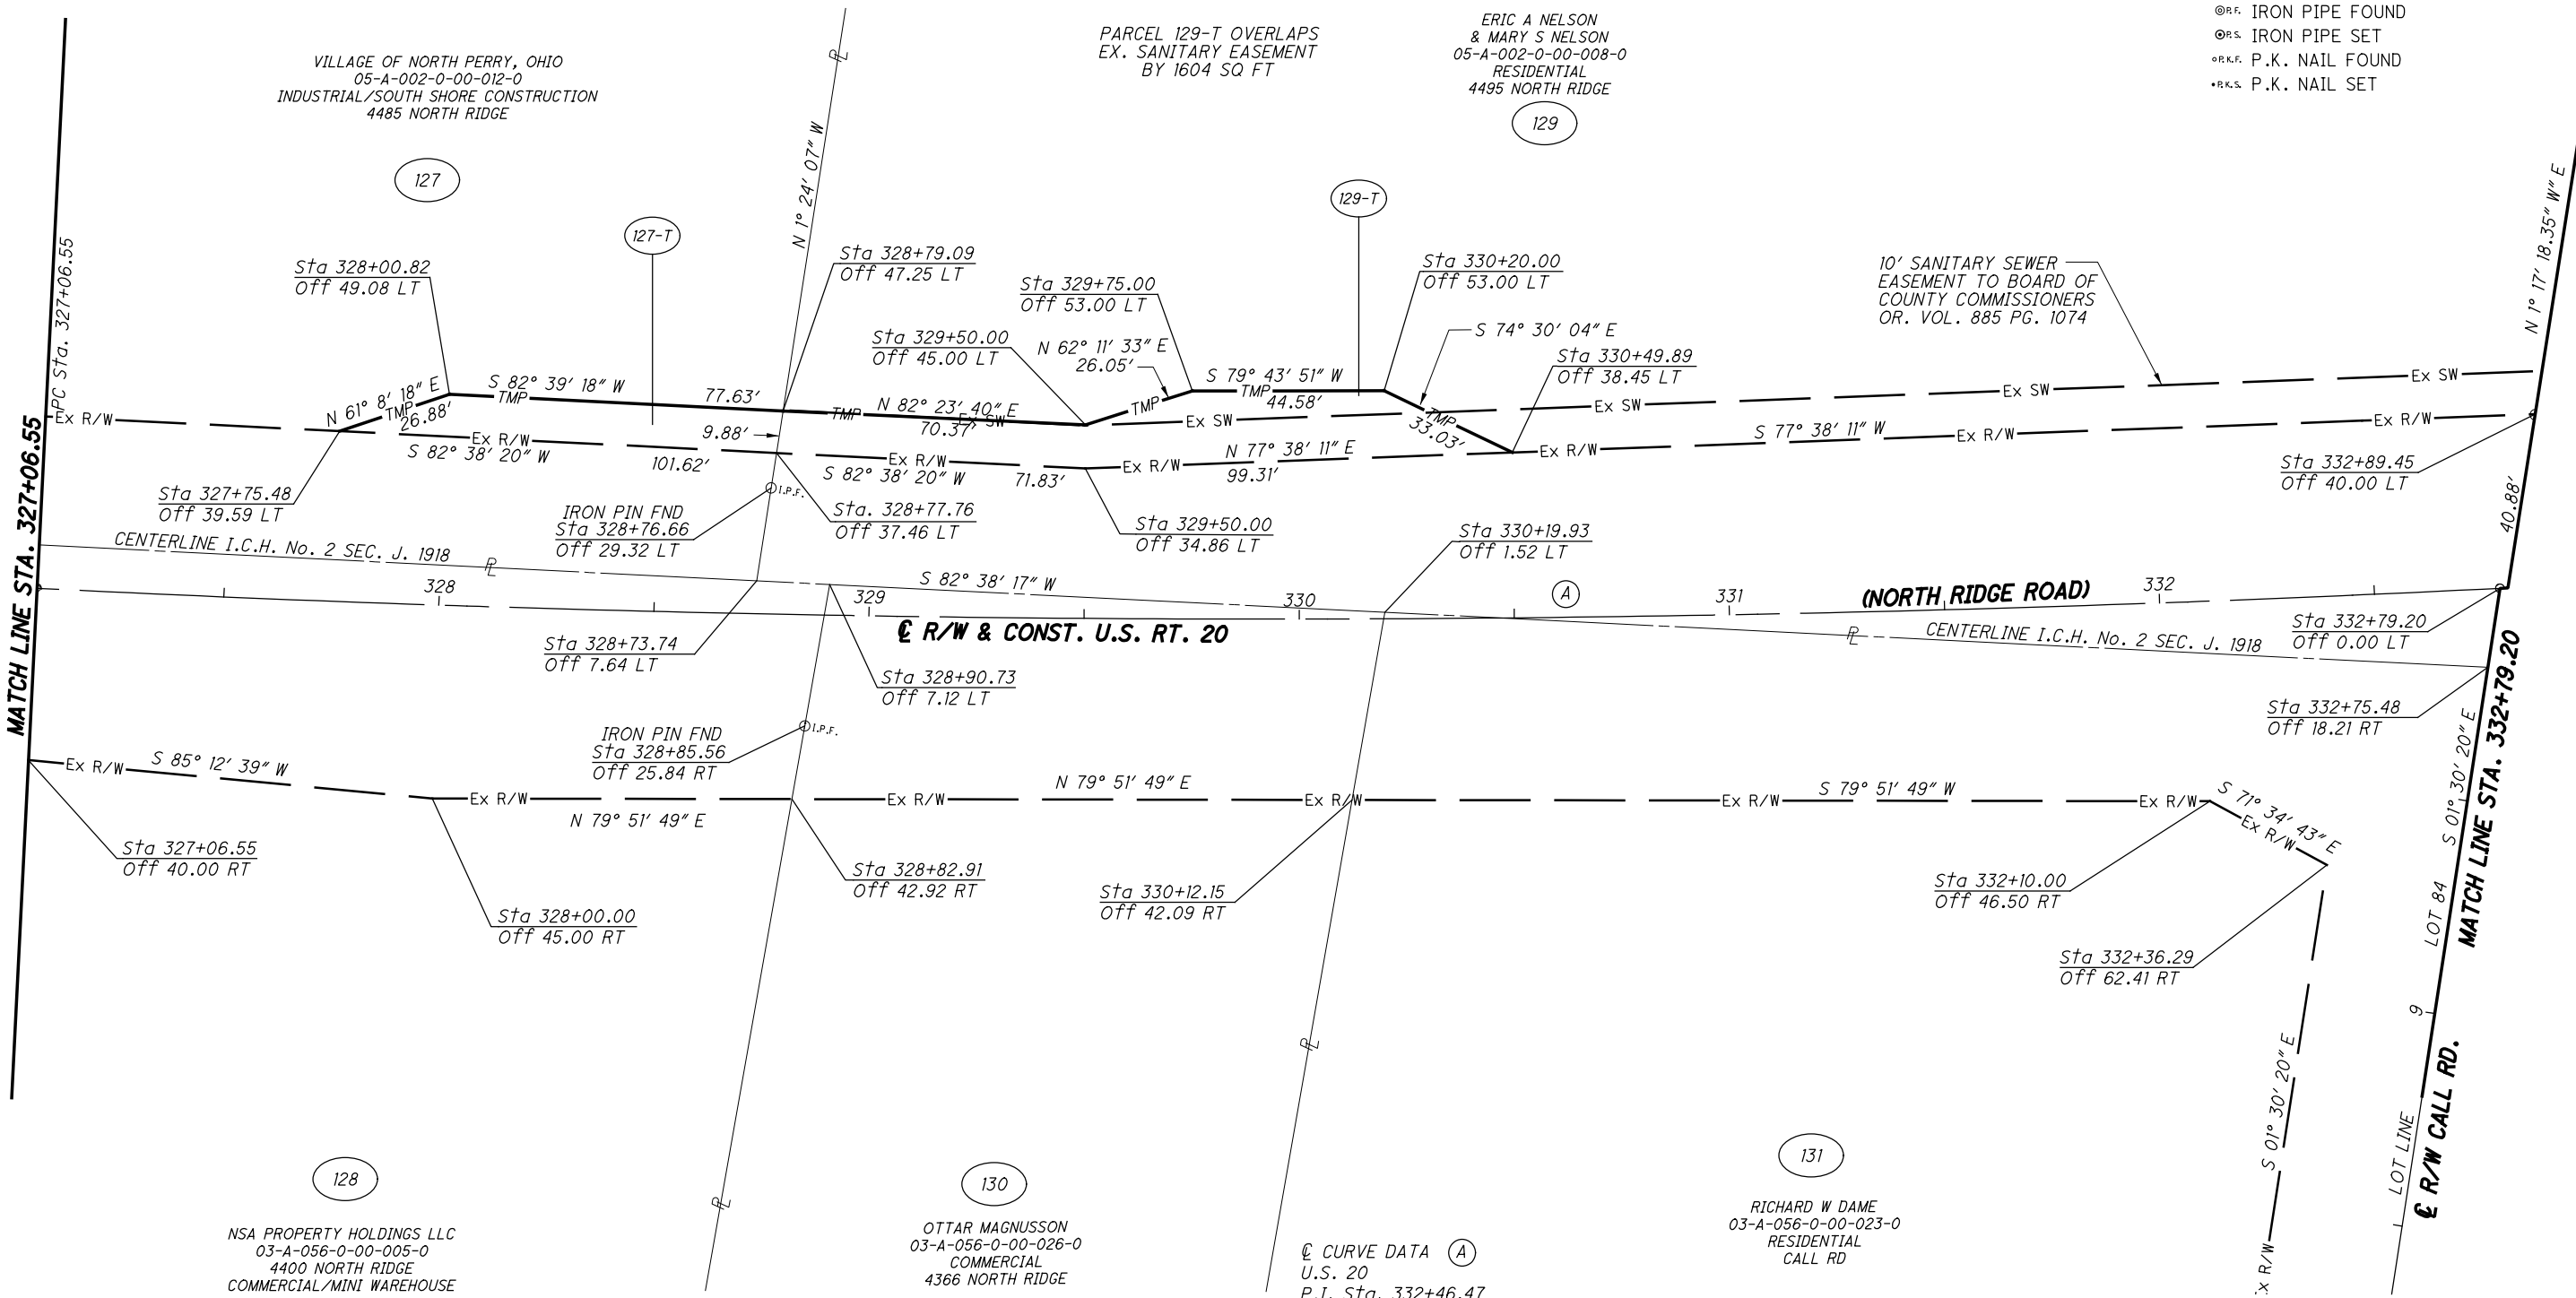 VILLAGE OF NORTH PERRY, OHIO
05-A-002-0-00-012-0
INDUSTRIAL/SOUTH SHORE CONSTRUCTION
4485 NORTH RIDGE
127
PARCEL 129-T OVERLAPS
EX. SANITARY EASEMENT
BY 1604 SQ FT
ERIC A NELSON
& MARY S NELSON
05-A-002-0-00-008-0
RESIDENTIAL
4495 NORTH RIDGE
129
P.F. IRON PIPE FOUND
P.S. IRON PIPE SET
P.K.F. P.K. NAIL FOUND
P.K.S. P.K. NAIL SET
PL
N 1° 24' 07" W
127-T
129-T
PC Sta. 327+06.55
Sta 328+00.82
Off 49.08 LT
Sta 328+79.09
Off 47.25 LT
Sta 329+75.00
Off 53.00 LT
Sta 329+50.00
Off 45.00 LT
N 62° 11' 33" E
26.05'
Sta 330+20.00
Off 53.00 LT
S 74° 30' 04" E
Sta 330+49.89
Off 38.45 LT
10' SANITARY SEWER
EASEMENT TO BOARD OF
COUNTY COMMISSIONERS
OR. VOL. 885 PG. 1074
N 1° 17' 18.35" W" E
N 61° 8' 18" E
TMP
26.88'
S 82° 39' 18" W
TMP
77.63'
TMP
N 82° 23' 40" E
Ex SW
70.37'
TMP
S 79° 43' 51" W
TMP
44.58'
TMP
33.03'
Ex SW
Ex SW
Ex SW
Ex SW
Ex R/W
Ex R/W
S 82° 38' 20" W
101.62'
9.88'
Ex R/W
S 82° 38' 20" W
71.83'
Ex R/W
N 77° 38' 11" E
99.31'
Ex R/W
S 77° 38' 11" W
Ex R/W
Ex R/W
Sta 332+89.45
Off 40.00 LT
40.88'
MATCH LINE STA. 327+06.55
Sta 327+75.48
Off 39.59 LT
I.P.F.
IRON PIN FND
Sta 328+76.66
Off 29.32 LT
Sta. 328+77.76
Off 37.46 LT
Sta 329+50.00
Off 34.86 LT
Sta 330+19.93
Off 1.52 LT
CENTERLINE I.C.H. No. 2 SEC. J. 1918
PL
S 82° 38' 17" W
328
329
330
A
331
(NORTH RIDGE ROAD)
332
CL R/W & CONST. U.S. RT. 20
PL
CENTERLINE I.C.H. No. 2 SEC. J. 1918
Sta 332+79.20
Off 0.00 LT
Sta 328+73.74
Off 7.64 LT
Sta 328+90.73
Off 7.12 LT
Sta 332+75.48
Off 18.21 RT
I.P.F.
IRON PIN FND
Sta 328+85.56
Off 25.84 RT
Ex R/W
S 85° 12' 39" W
Ex R/W
N 79° 51' 49" E
Ex R/W
N 79° 51' 49" E
Ex R/W
Ex R/W
S 79° 51' 49" W
Ex R/W
S 71° 34' 43" E
Ex R/W
S 01° 30' 20" E
MATCH LINE STA. 332+79.20
Sta 327+06.55
Off 40.00 RT
Sta 328+00.00
Off 45.00 RT
Sta 328+82.91
Off 42.92 RT
Sta 330+12.15
Off 42.09 RT
Sta 332+10.00
Off 46.50 RT
Sta 332+36.29
Off 62.41 RT
LOT 84
9
LOT LINE
CL R/W CALL RD.
S 01° 30' 20" E
Ex R/W
PL
PL
128
NSA PROPERTY HOLDINGS LLC
03-A-056-0-00-005-0
4400 NORTH RIDGE
COMMERCIAL/MINI WAREHOUSE
130
OTTAR MAGNUSSON
03-A-056-0-00-026-0
COMMERCIAL
4366 NORTH RIDGE
131
RICHARD W DAME
03-A-056-0-00-023-0
RESIDENTIAL
CALL RD
CL CURVE DATA A
U.S. 20
P.I. Sta. 332+46.47